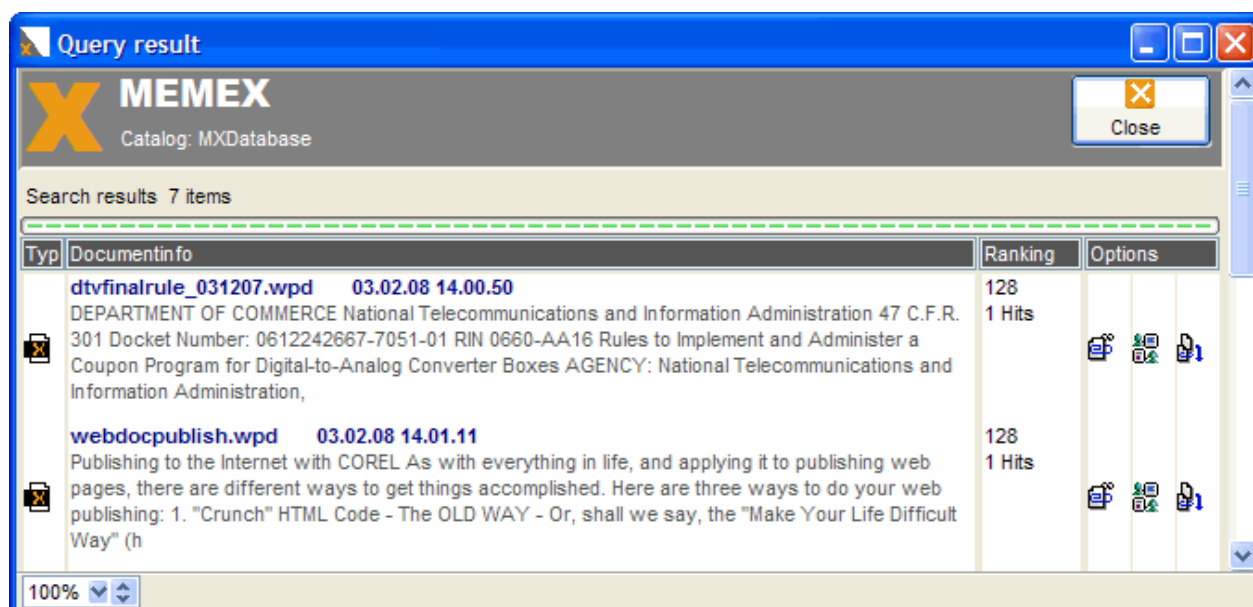 Query result
MEMEX
Close
Catalog: MXDatabase
Search results 7 items
Typ Documentinfo Ranking Options
dtvfinalrule_031207.wpd 03.02.08 14.00.50 128
DEPARTMENT OF COMMERCE National Telecommunications and Information Administration 47 C.F.R. 1 Hits
301 Docket Number: 0612242667-7051-01 RIN 0660-AA16 Rules to Implement and Administer a
Coupon Program for Digital-to-Analog Converter Boxes AGENCY: National Telecommunications and
Information Administration,
webdocpublish.wpd 03.02.08 14.01.11 128
Publishing to the Internet with COREL As with everything in life, and applying it to publishing web 1 Hits
pages, there are different ways to get things accomplished. Here are three ways to do your web
publishing: 1. "Crunch" HTML Code - The OLD WAY - Or, shall we say, the "Make Your Life Difficult
Way" (h
100%